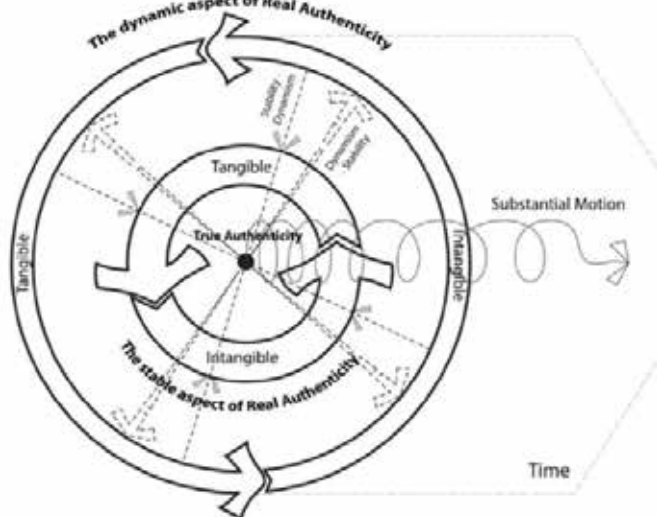 The dynamic aspect of Real Authenticity
Stability
Dynamism
Dynamism
Stability
Tangible
Substantial Motion
True Authenticity
Tangible
Intangible
Intangible
The stable aspect of Real Authenticity
Time